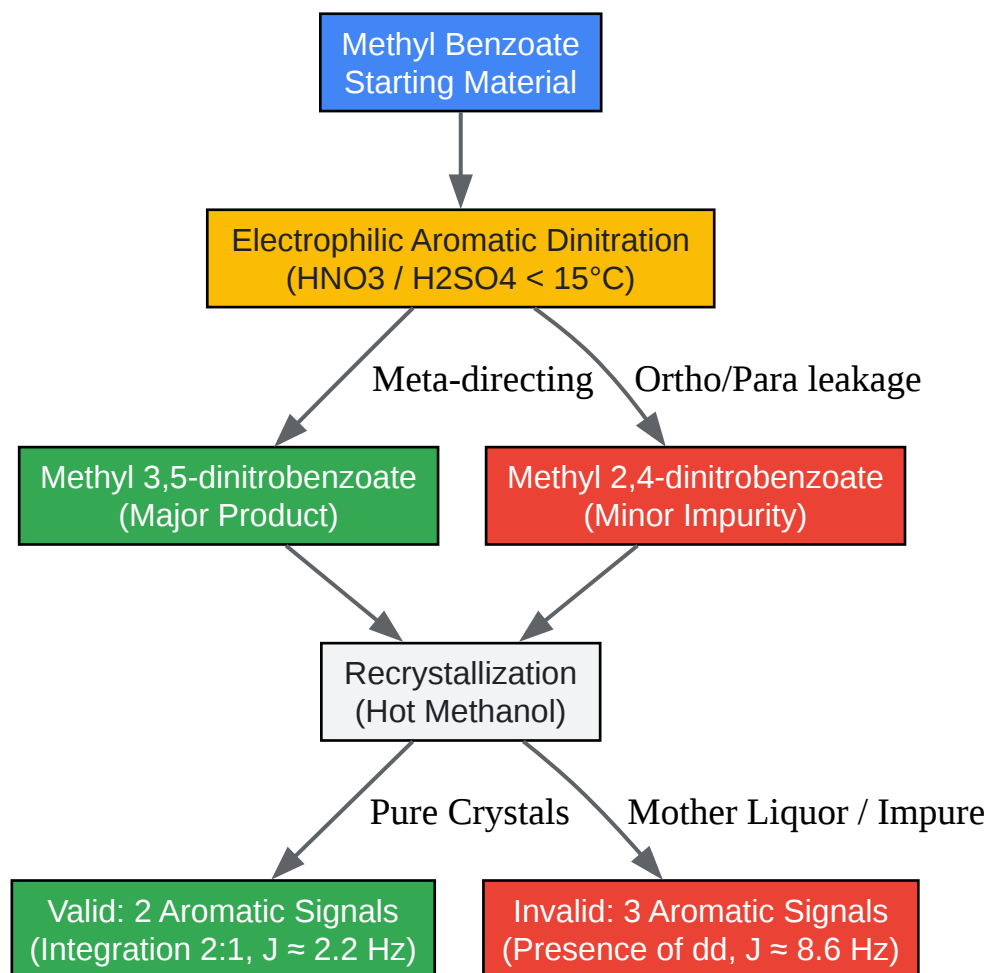 Methyl Benzoate
Starting Material
Electrophilic Aromatic Dinitration
(HNO3 / H2SO4 < 15°C)
Meta-directing
Ortho/Para leakage
Methyl 3,5-dinitrobenzoate
(Major Product)
Methyl 2,4-dinitrobenzoate
(Minor Impurity)
Recrystallization
(Hot Methanol)
Pure Crystals
Mother Liquor / Impure
Valid: 2 Aromatic Signals
(Integration 2:1, J ≈ 2.2 Hz)
Invalid: 3 Aromatic Signals
(Presence of dd, J ≈ 8.6 Hz)